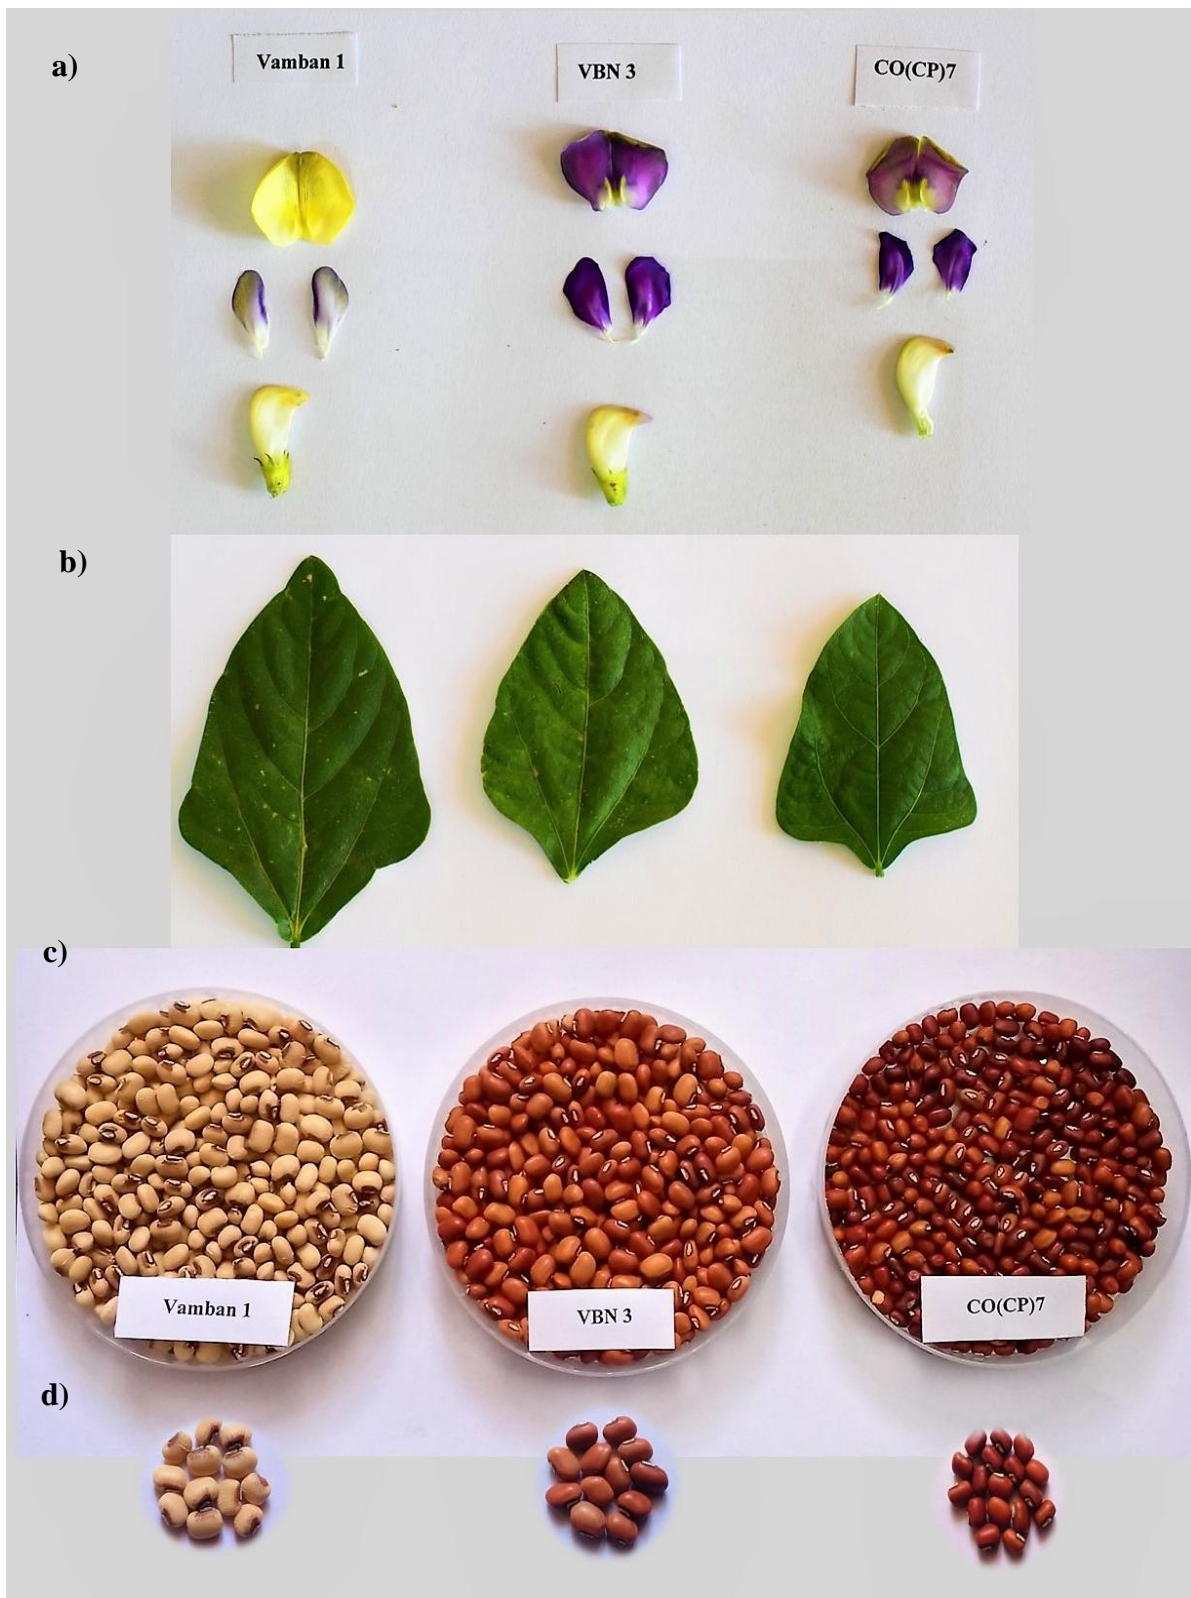 a)
Vamban 1
VBN 3
CO(CP)7
b)
c)
Vamban 1
VBN 3
CO(CP)7
d)